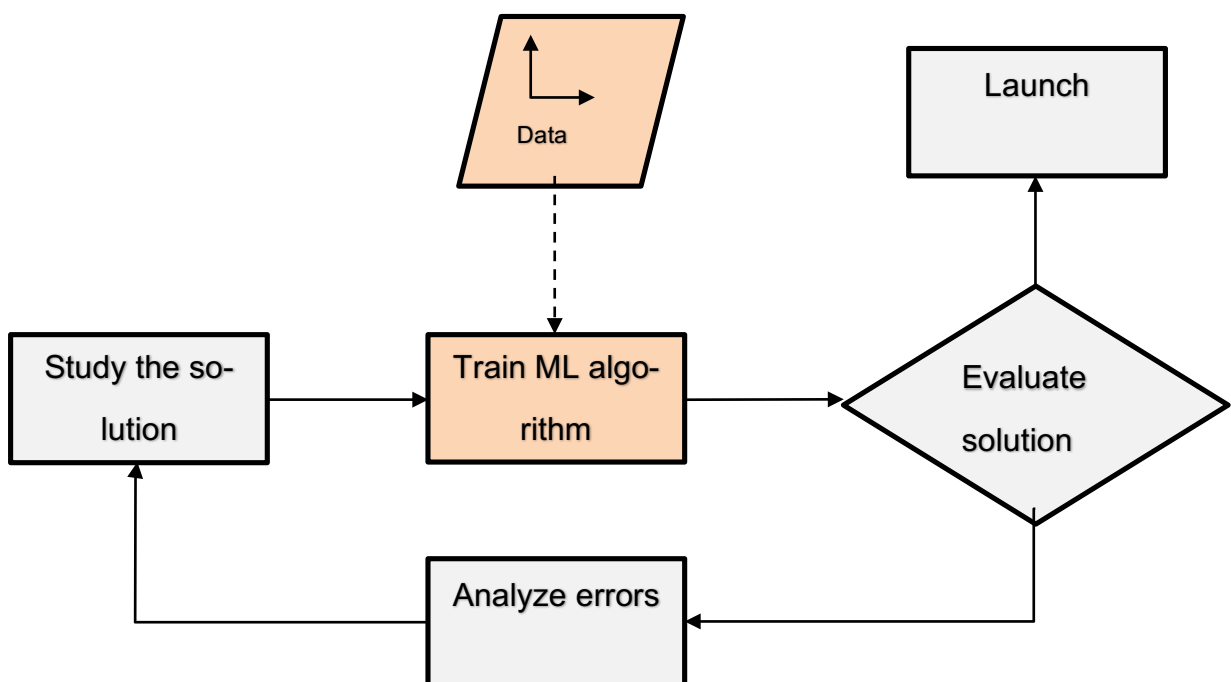 Data
Launch
Study the so-
lution
Train ML algo-
rithm
Evaluate
solution
Analyze errors